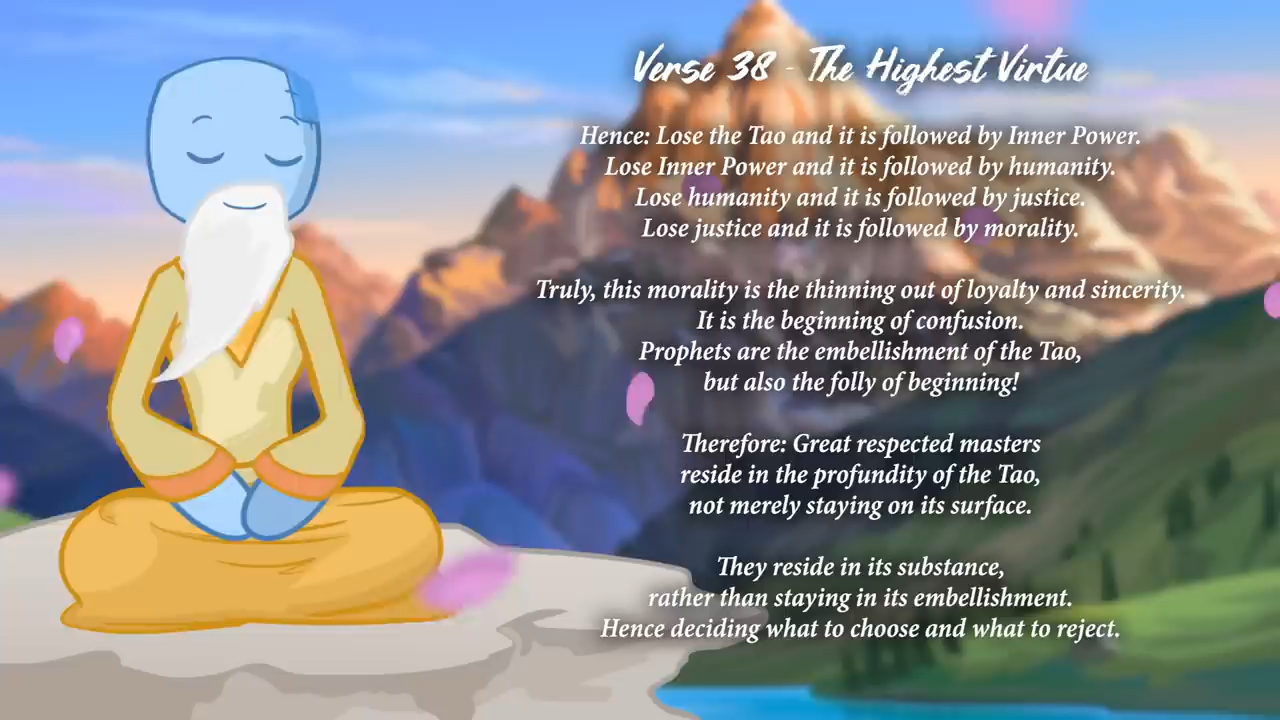 Verse 38 - The Highest Virtue
Hence: Lose the Tao and it is followed by Inner Power.
Lose Inner Power and it is followed by humanity.
Lose humanity and it is followed by justice.
Lose justice and it is followed by morality.
Truly, this morality is the thinning out of loyalty and sincerity.
It is the beginning of confusion.
Prophets are the embellishment of the Tao,
but also the folly of beginning!
Therefore: Great respected masters
reside in the profundity of the Tao,
not merely staying on its surface.
They reside in its substance,
rather than staying in its embellishment.
Hence deciding what to choose and what to reject.